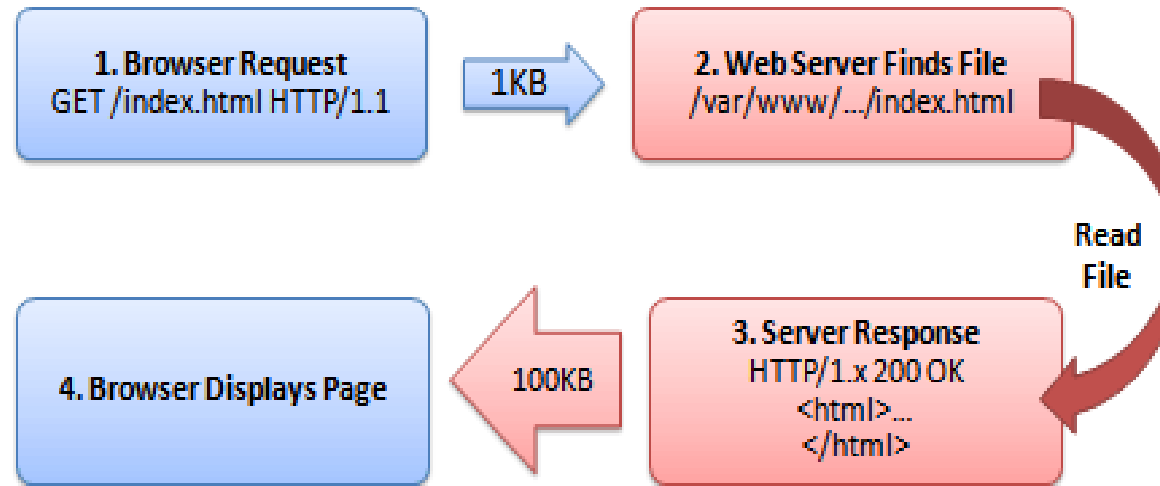 1. Browser Request
GET /index.html HTTP/1.1
1KB
2. Web Server Finds File
/var/www/.../index.html
Read
File
3. Server Response
HTTP/1.x 200 OK
<html>...
</html>
100KB
4. Browser Displays Page